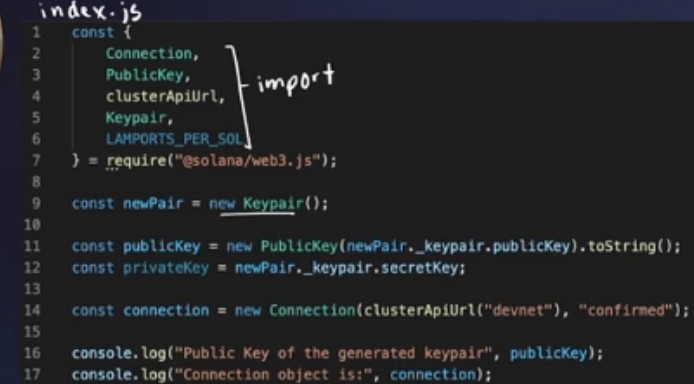 index.js
1 const {
2 Connection,
3 PublicKey,
4 clusterApiUrl,
5 Keypair,
6 LAMPORTS_PER_SOL
import
7 } = require("@solana/web3.js");
8
9 const newPair = new Keypair();
10
11 const publicKey = new PublicKey(newPair._keypair.publicKey).toString();
12 const privateKey = newPair._keypair.secretKey;
13
14 const connection = new Connection(clusterApiUrl("devnet"), "confirmed");
15
16 console.log("Public Key of the generated keypair", publicKey);
17 console.log("Connection object is:", connection);